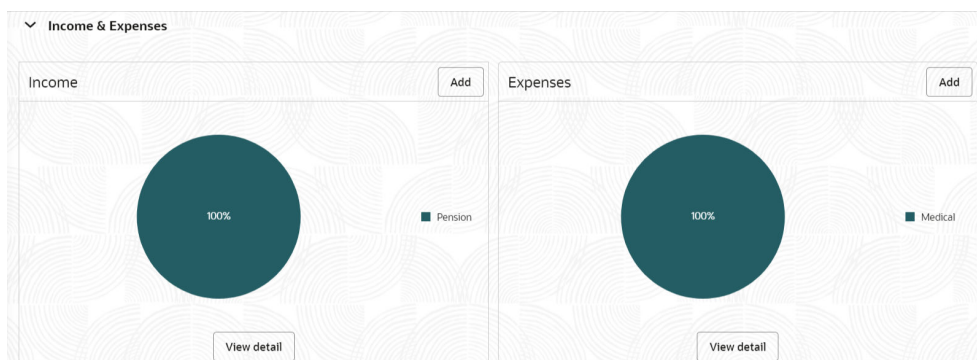 Income & Expenses
Income
Add
100%
Pension
View detail
Expenses
Add
100%
Medical
View detail